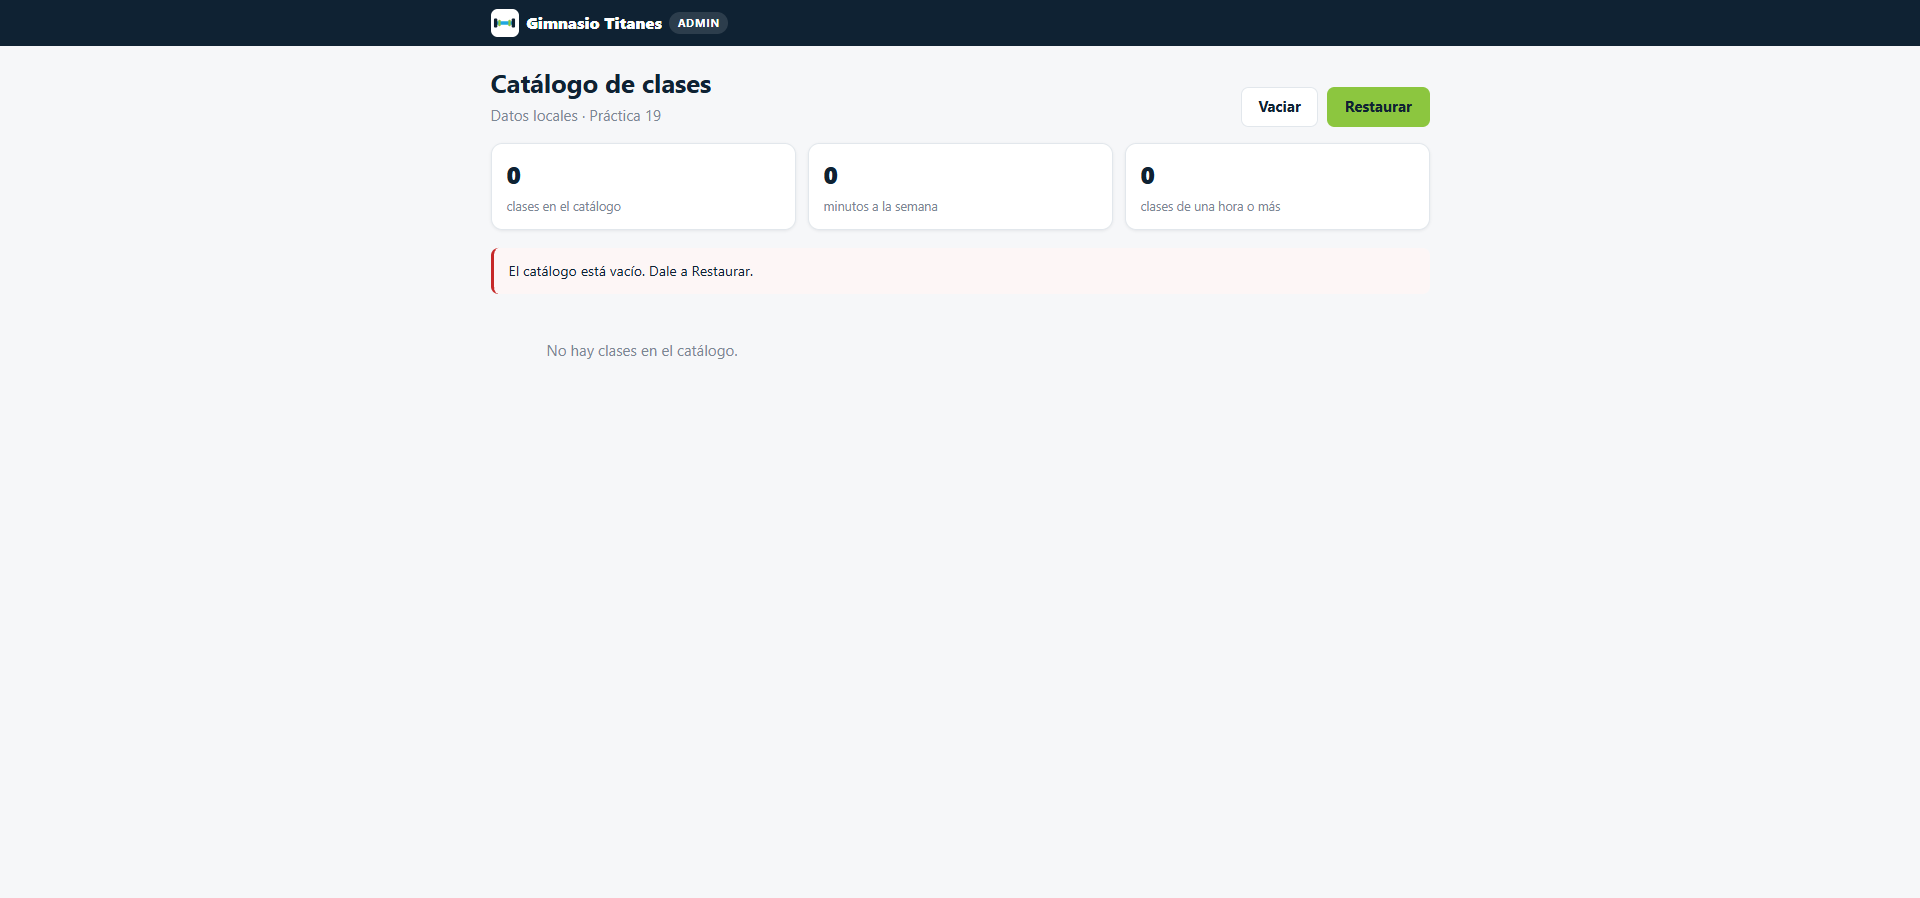 Gimnasio Titanes ADMIN
Catálogo de clases
Datos locales · Práctica 19
Vaciar
Restaurar
0
clases en el catálogo
0
minutos a la semana
0
clases de una hora o más
El catálogo está vacío. Dale a Restaurar.
No hay clases en el catálogo.